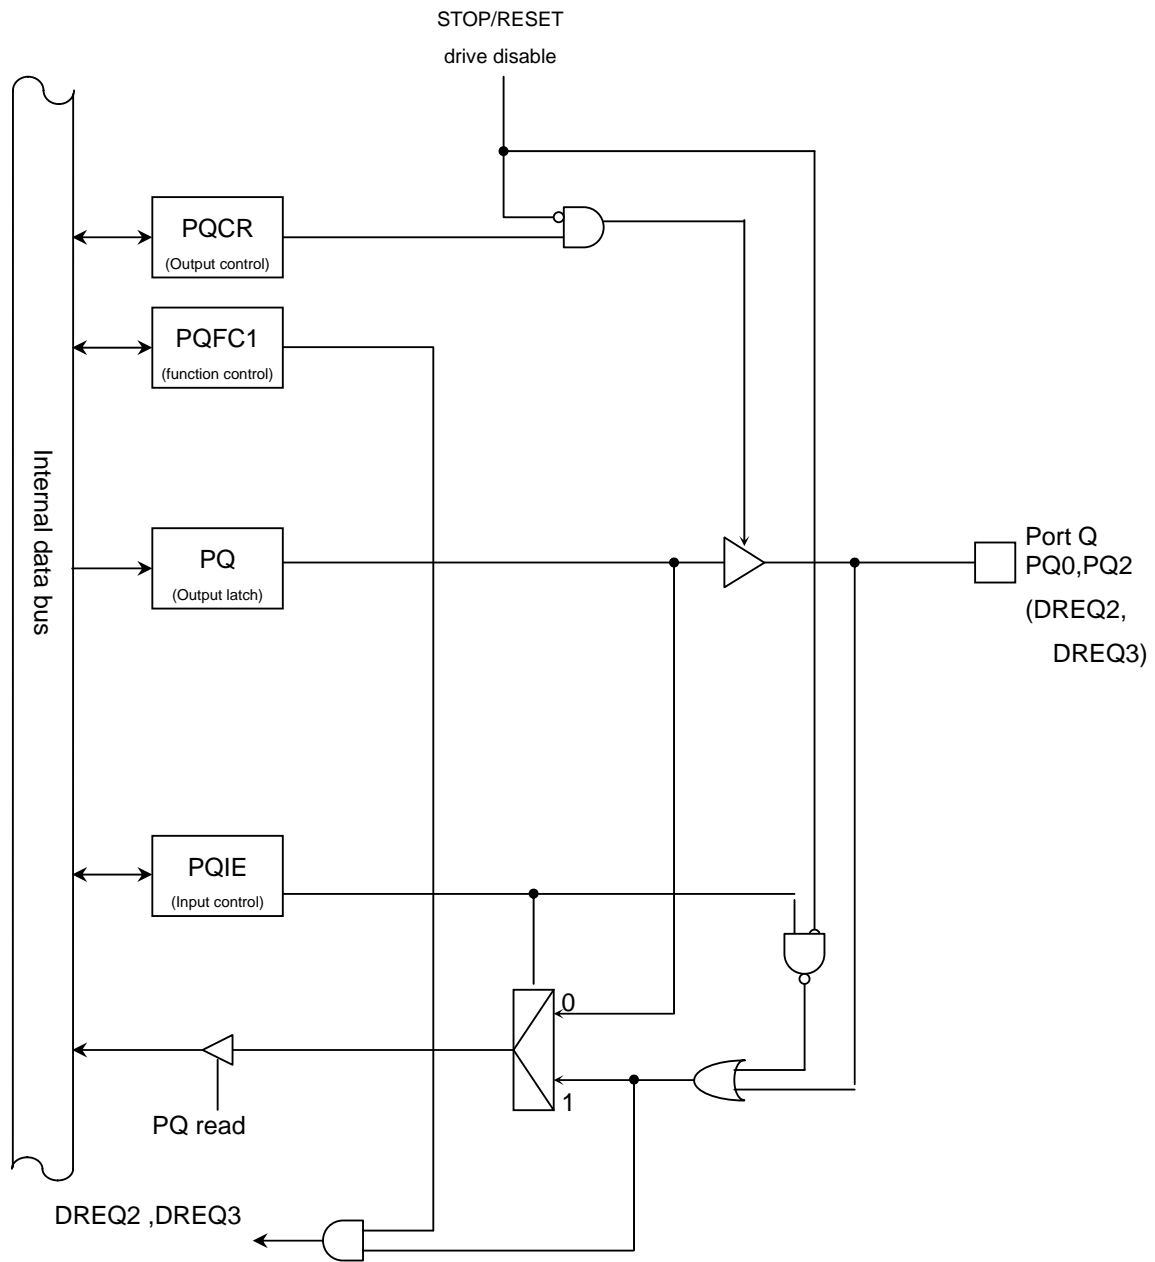 STOP/RESET
drive disable
PQCR
(Output control)
PQFC1
(function control)
Internal data bus
PQ
(Output latch)
Port Q
PQ0,PQ2
(DREQ2,
DREQ3)
PQIE
(Input control)
0
1
PQ read
DREQ2 ,DREQ3